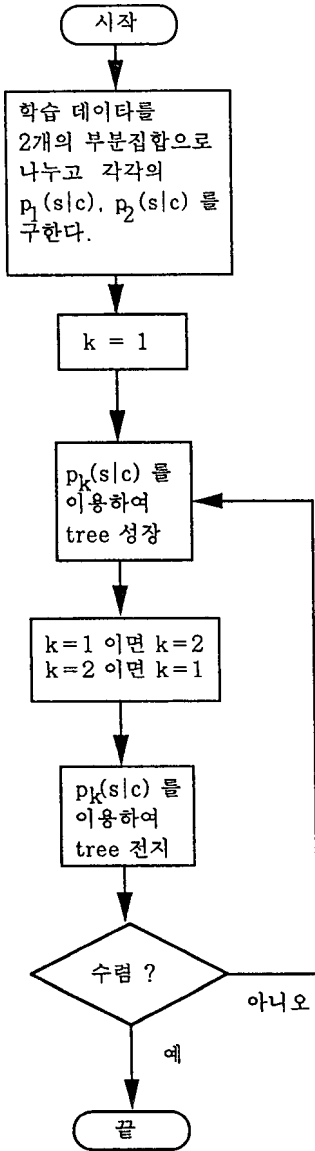 시작
학습 데이타를
2개의 부분집합으로
나누고 각각의
p₁(s|c), p₂(s|c) 를
구한다.
k = 1
pₖ(s|c) 를
이용하여
tree 성장
k=1 이면 k=2
k=2 이면 k=1
pₖ(s|c) 를
이용하여
tree 전지
수렴 ?
아니오
예
끝